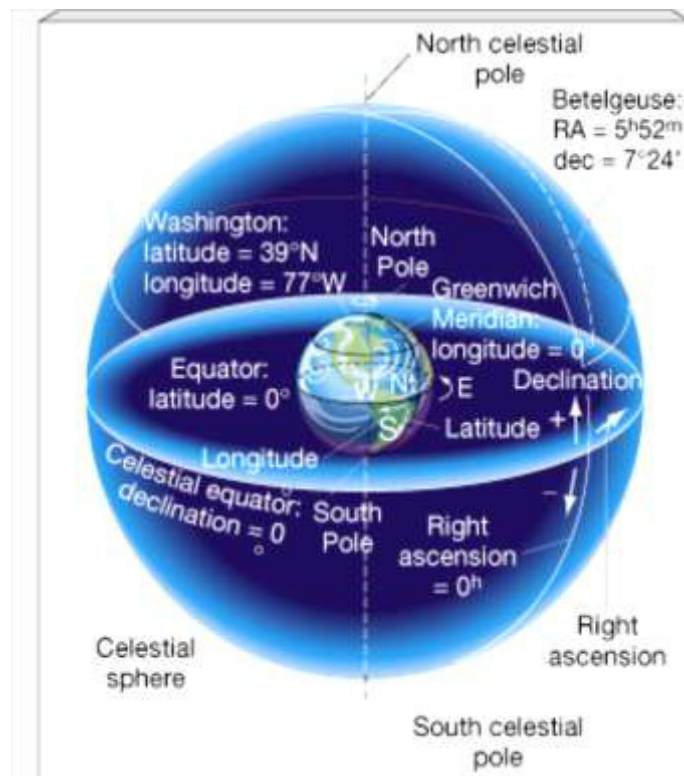 North celestial
pole
Betelgeuse:
RA = 5ʰ52ᵐ
dec = 7°24'
Washington:
latitude = 39°N
longitude = 77°W
North
Pole
Greenwich
Meridian:
longitude = 0°
Equator:
latitude = 0°
Declination
W N
E
S
Latitude
+
Longitude
Celestial equator:
declination = 0
°
South
Pole
−
Right
ascension
= 0ʰ
Right
ascension
Celestial
sphere
South celestial
pole